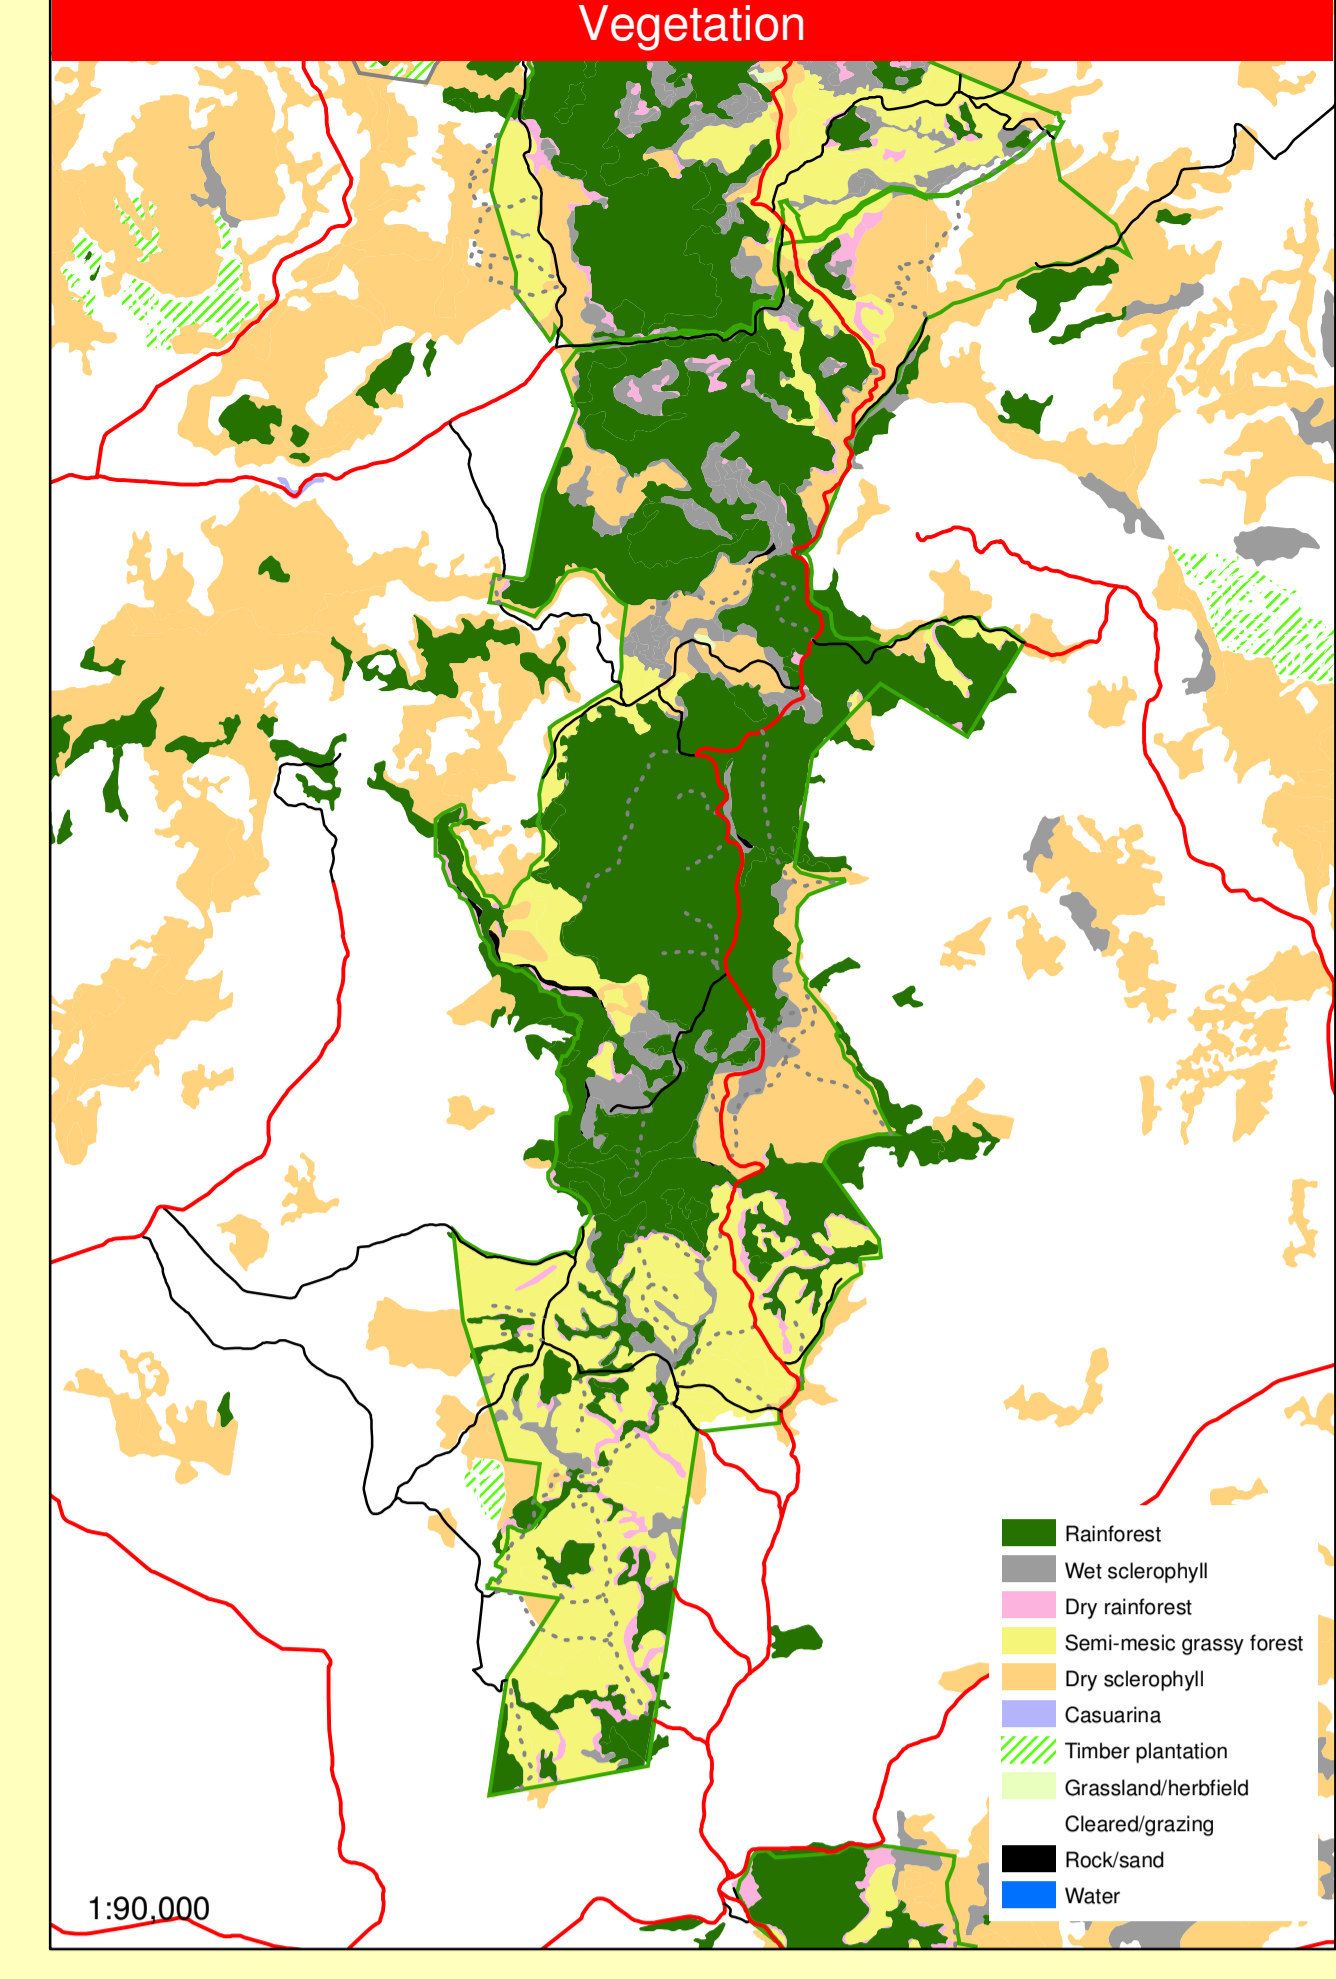 Vegetation
Rainforest
Wet sclerophyll
Dry rainforest
Semi-mesic grassy forest
Dry sclerophyll
Casuarina
Timber plantation
Grassland/herbfield
Cleared/grazing
Rock/sand
Water
1:90,000